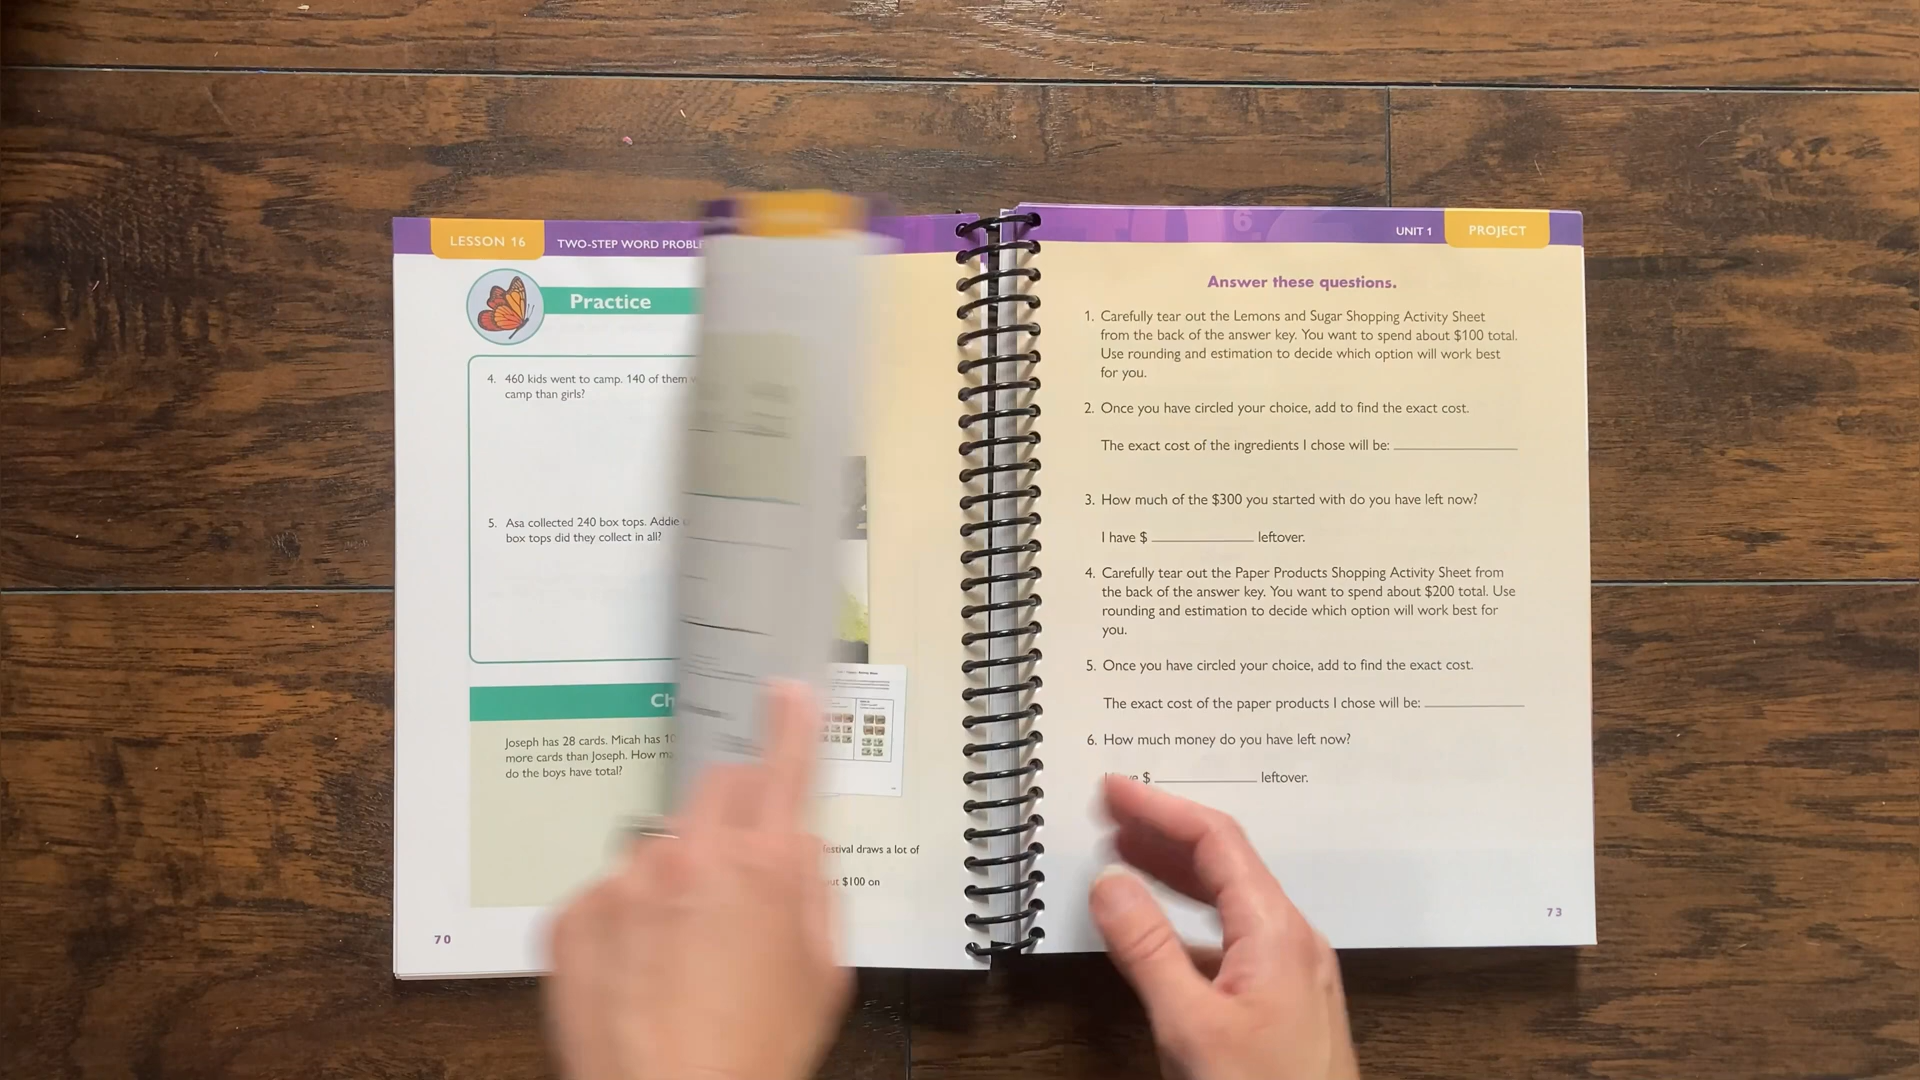 LESSON 16
TWO-STEP WORD
Practice
4. 460 kids went to camp. 140 of them
camp than girls?
5. Asa collected 240 box tops. Addie
box tops did they collect in all?
Joseph has 28 cards. Micah has
more cards than Joseph. How
do the boys have total?
70
draws a lot of
$100 on
UNIT 1
PROJECT
Answer these questions.
1. Carefully tear out the Lemons and Sugar Shopping Activity Sheet
from the back of the answer key. You want to spend about $100 total.
Use rounding and estimation to decide which option will work best
for you.
2. Once you have circled your choice, add to find the exact cost.
The exact cost of the ingredients I chose will be:
3. How much of the $300 you started with do you have left now?
I have $ leftover.
4. Carefully tear out the Paper Products Shopping Activity Sheet from
the back of the answer key. You want to spend about $200 total. Use
rounding and estimation to decide which option will work best for
you.
5. Once you have circled your choice, add to find the exact cost.
The exact cost of the paper products I chose will be:
6. How much money do you have left now?
$ leftover.
73